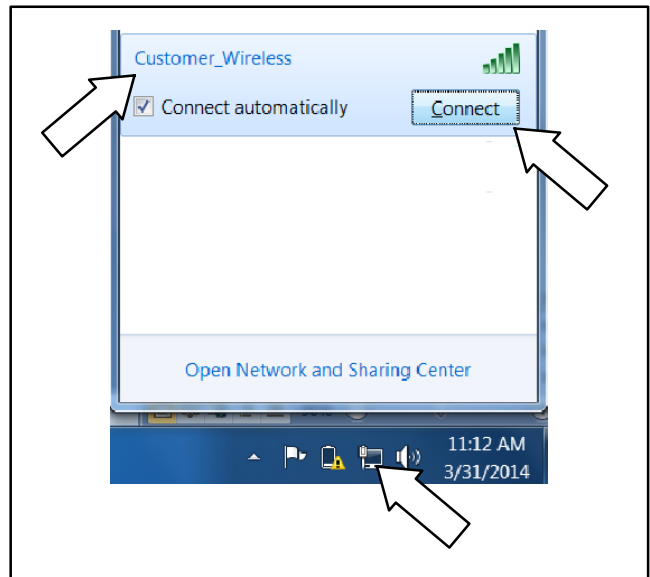 Customer_Wireless
Connect automatically
Connect
Open Network and Sharing Center
11:12 AM
3/31/2014